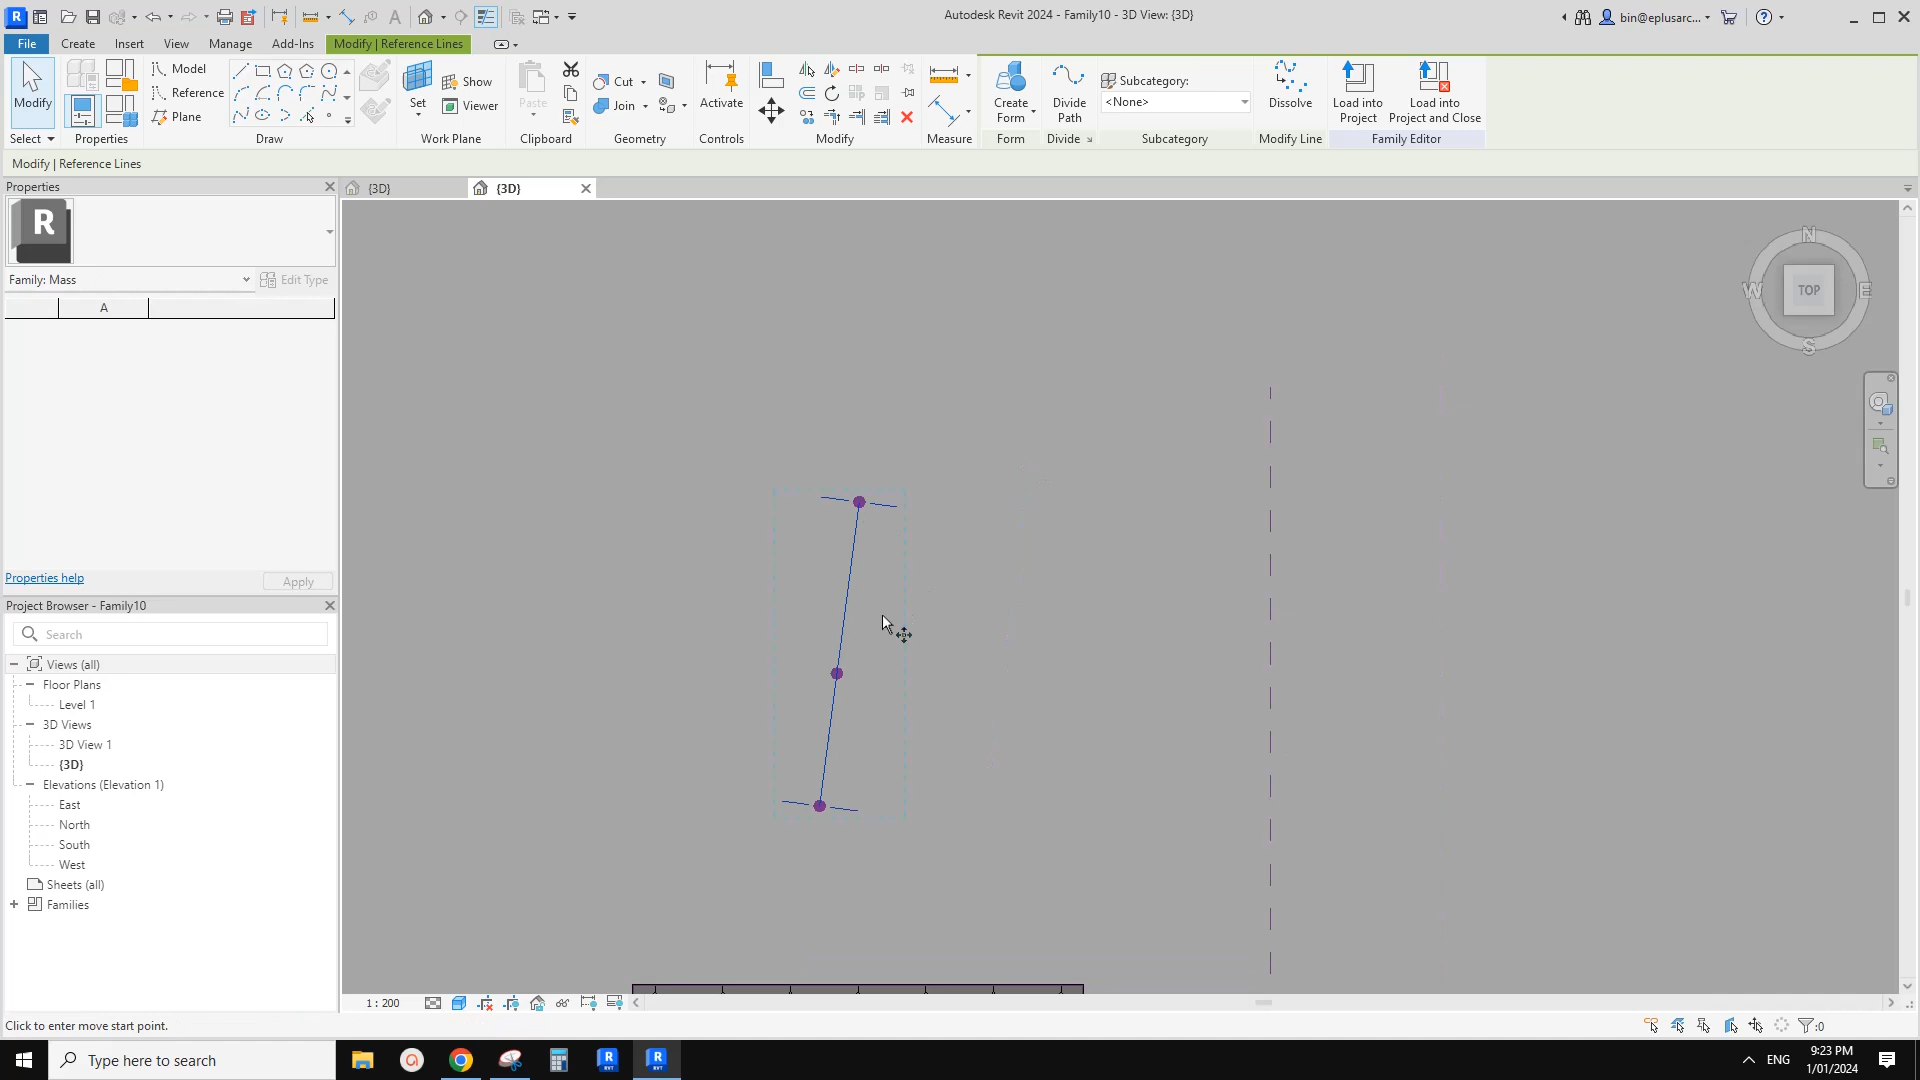 R
Autodesk Revit 2024 - Family10 - 3D View: {3D}
bin@eplusarc...
File
Create
Insert
View
Manage
Add-Ins
Modify | Reference Lines
Modify
Select
Properties
Model
Reference
Plane
Draw
Set
Show
Viewer
Work Plane
Paste
Clipboard
Cut
Join
Geometry
Activate
Controls
Modify
Measure
Create Form
Form
Divide Path
Divide
Subcategory:
<None>
Subcategory
Dissolve
Modify Line
Load into Project
Load into Project and Close
Family Editor
Modify | Reference Lines
Properties
{3D}
{3D}
R
Family: Mass
Edit Type
A
Properties help
Apply
Project Browser - Family10
Search
Views (all)
Floor Plans
Level 1
3D Views
3D View 1
{3D}
Elevations (Elevation 1)
East
North
South
West
Sheets (all)
Families
N
W
TOP
E
S
1 : 200
Click to enter move start point.
:0
Type here to search
ENG
9:23 PM
1/01/2024